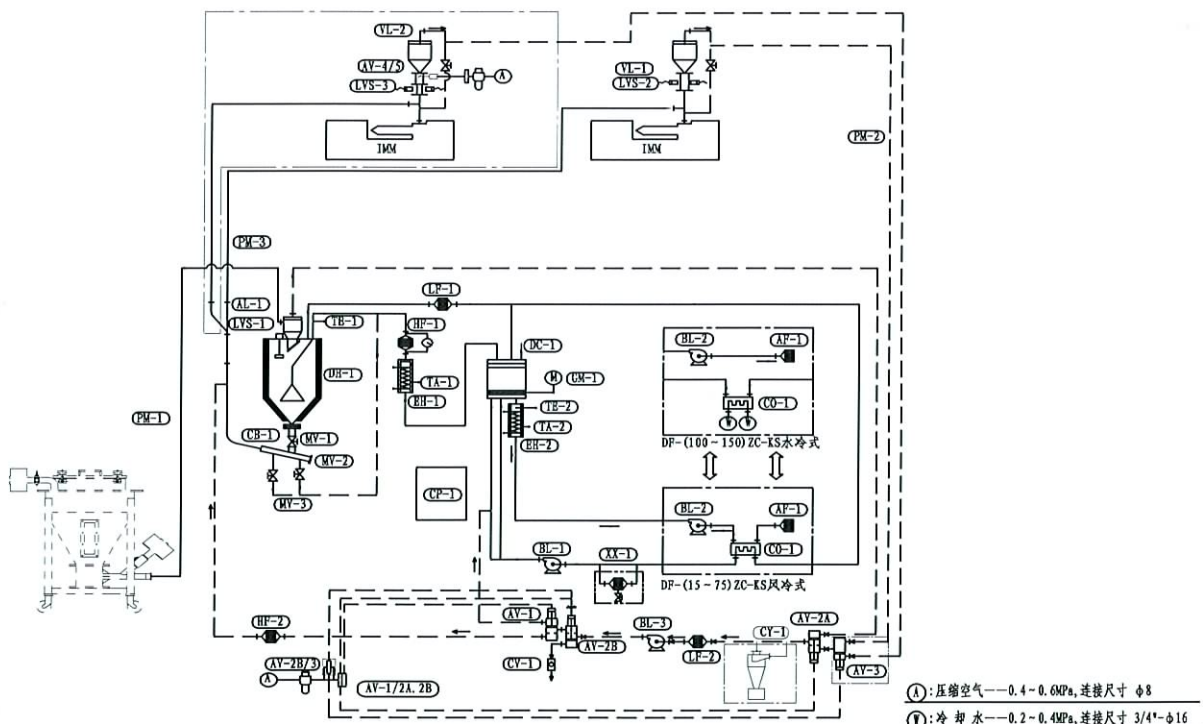 VL-2
AV-4/5
LVS-3
A
IMM
VL-1
LVS-2
IMM
PM-2
PM-3
AL-1
LVS-1
TB-1
LF-1
HF-1
DH-1
TA-1
EH-1
DC-1
M
GM-1
TB-2
TA-2
EH-2
BL-2
AF-1
CO-1
W
W
DF-(100~150)ZC-KS水冷式
PM-1
CB-1
MV-1
MV-2
MV-3
CP-1
BL-2
AF-1
CO-1
DF-(15~75)ZC-KS风冷式
BL-1
XX-1
HF-2
AV-1
AV-2B
CV-1
BL-3
LF-2
CY-1
AV-2A
AV-3
AV-2B/3
A
AV-1/2A.2B
A:压缩空气---0.4~0.6MPa,连接尺寸 φ8
W:冷 却 水---0.2~0.4MPa,连接尺寸 3/4"-φ16